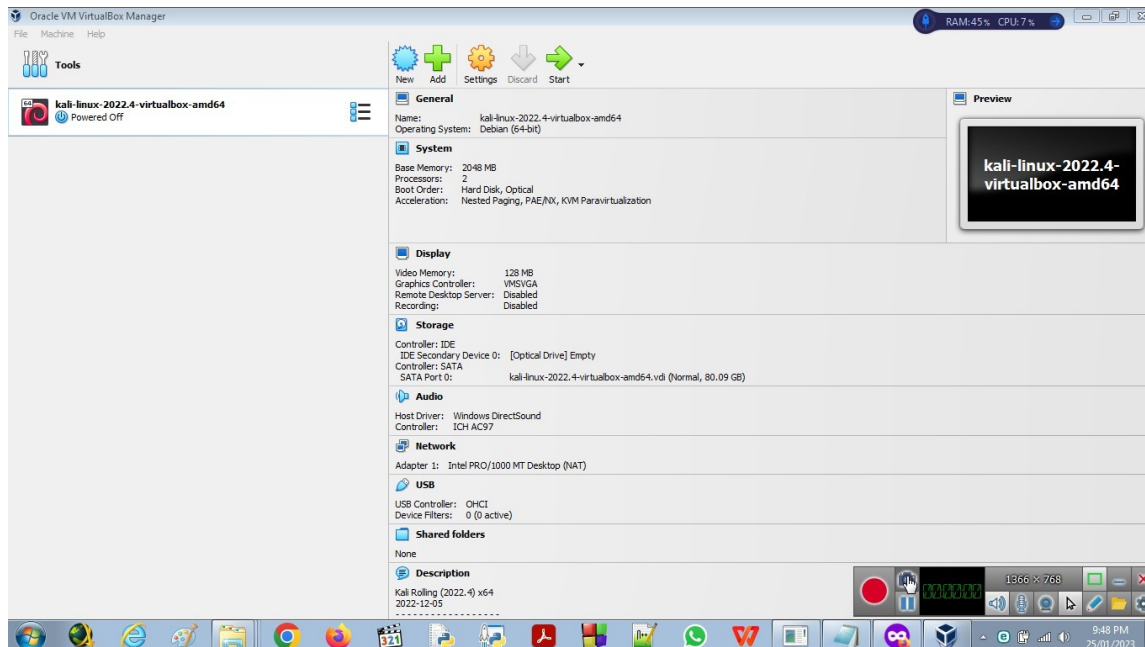 Oracle VM VirtualBox Manager
RAM:45% CPU:7%
File Machine Help
Tools
New Add Settings Discard Start
64
kali-linux-2022.4-virtualbox-amd64
Powered Off
General
Name: kali-linux-2022.4-virtualbox-amd64
Operating System: Debian (64-bit)
System
Base Memory: 2048 MB
Processors: 2
Boot Order: Hard Disk, Optical
Acceleration: Nested Paging, PAE/NX, KVM Paravirtualization
Preview
kali-linux-2022.4-
virtualbox-amd64
Display
Video Memory: 128 MB
Graphics Controller: VMSVGA
Remote Desktop Server: Disabled
Recording: Disabled
Storage
Controller: IDE
IDE Secondary Device 0: [Optical Drive] Empty
Controller: SATA
SATA Port 0: kali-linux-2022.4-virtualbox-amd64.vdi (Normal, 80.09 GB)
Audio
Host Driver: Windows DirectSound
Controller: ICH AC97
Network
Adapter 1: Intel PRO/1000 MT Desktop (NAT)
USB
USB Controller: OHCI
Device Filters: 0 (0 active)
Shared folders
None
Description
Kali Rolling (2022.4) x64
2022-12-05
- - - - - - - - - - - - - - - - - -
1366 × 768
000000
321
9:48 PM
25/01/2023